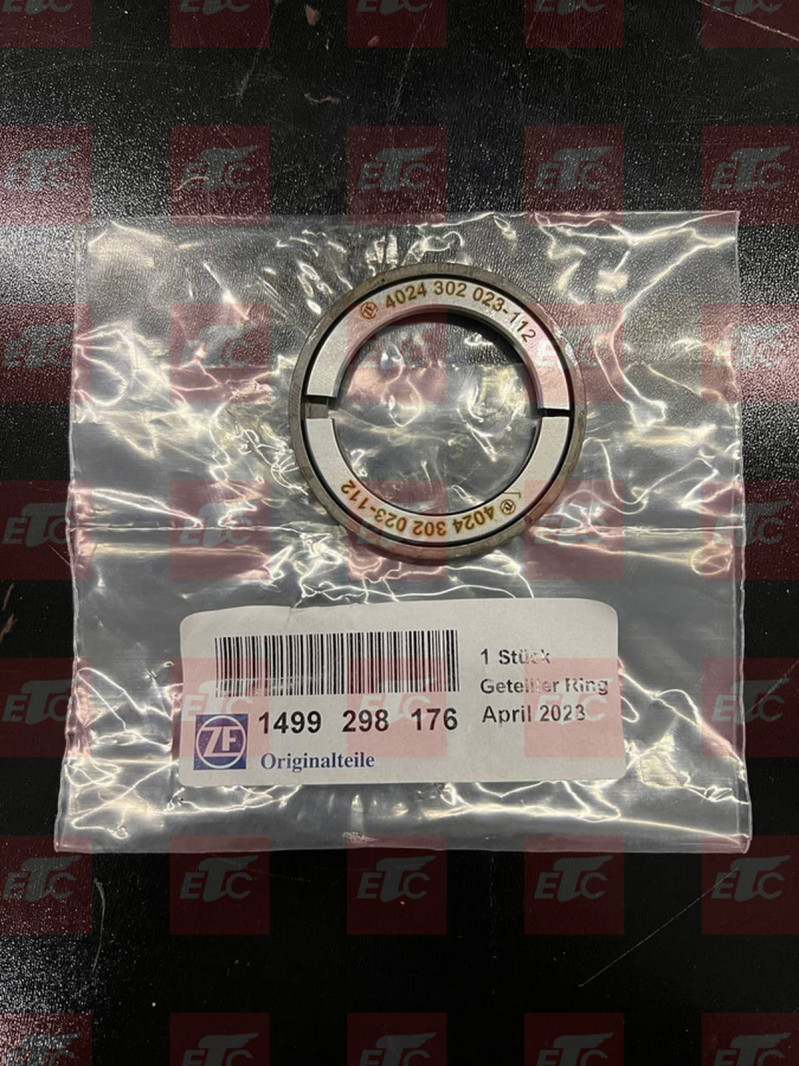 4024 302 023-112
4024 302 023-112
1 Stück
Geteilter Ring
April 2023
ZF
1499 298 176
Originalteile
ETC